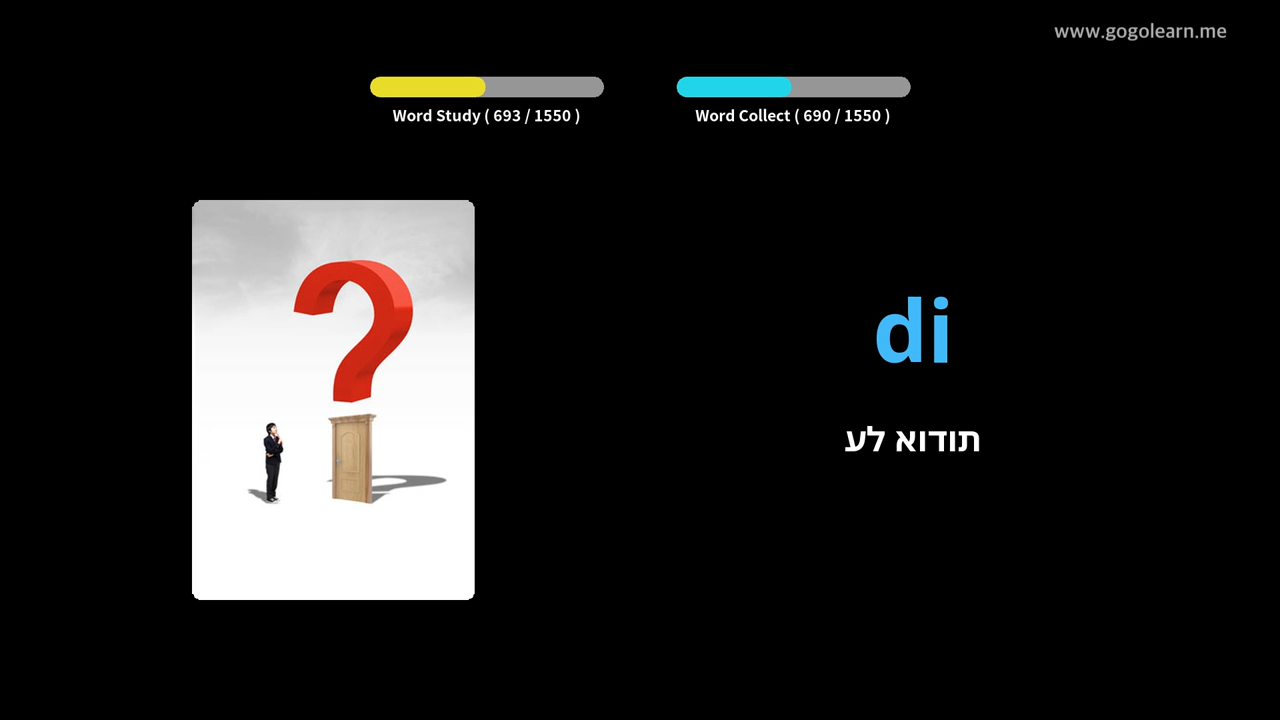 www.gogolearn.me
Word Study ( 693 / 1550 )
Word Collect ( 690 / 1550 )
di
תודוא לע